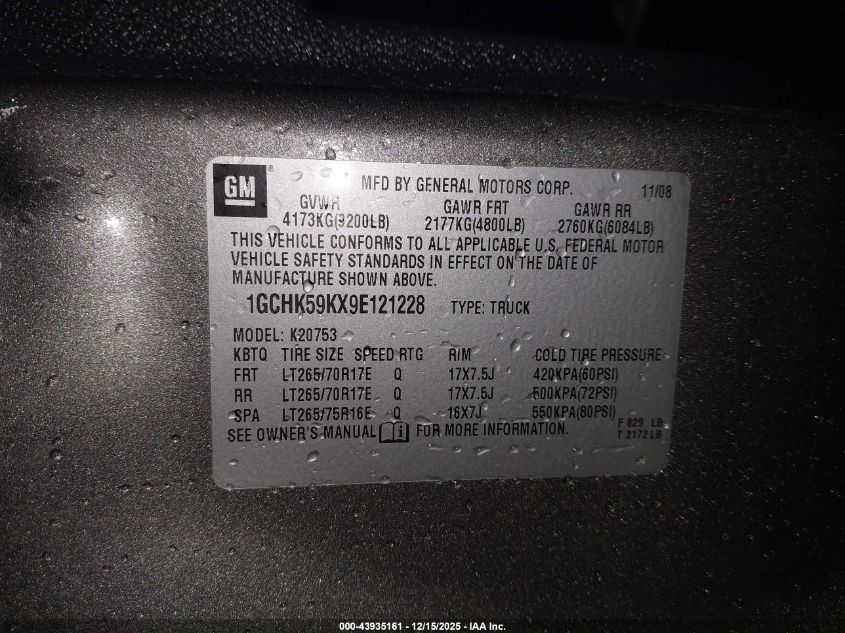 GM ® MFD BY GENERAL MOTORS CORP. 11/08
GVWR GAWR FRT GAWR RR
4173KG(9200LB) 2177KG(4800LB) 2760KG(6084LB)
THIS VEHICLE CONFORMS TO ALL APPLICABLE U.S. FEDERAL MOTOR
VEHICLE SAFETY STANDARDS IN EFFECT ON THE DATE OF
MANUFACTURE SHOWN ABOVE.
1GCHK59KX9E121228 TYPE: TRUCK
MODEL: K20753
KBTQ TIRE SIZE SPEED RTG RIM COLD TIRE PRESSURE
FRT LT265/70R17E Q 17X7.5J 420KPA(60PSI)
RR LT265/70R17E Q 17X7.5J 500KPA(72PSI)
SPA LT265/75R16E Q 16X7J 550KPA(80PSI)
F 829 LB
SEE OWNER'S MANUAL i FOR MORE INFORMATION. T 2172 LB
000-43935161 - 12/15/2025 - IAA Inc.